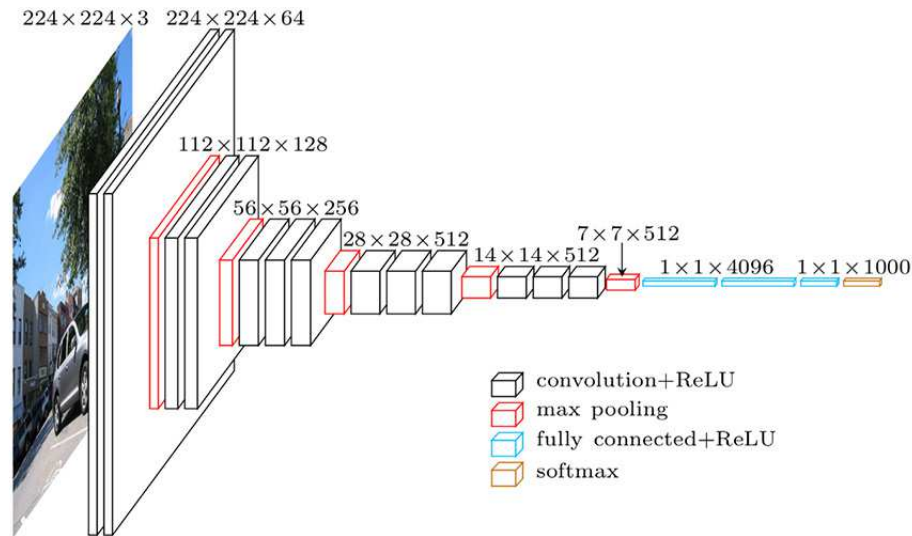 224×224×3
224×224×64
112×112×128
56×56×256
28×28×512
14×14×512
7×7×512
1×1×4096
1×1×1000
convolution+ReLU
max pooling
fully connected+ReLU
softmax